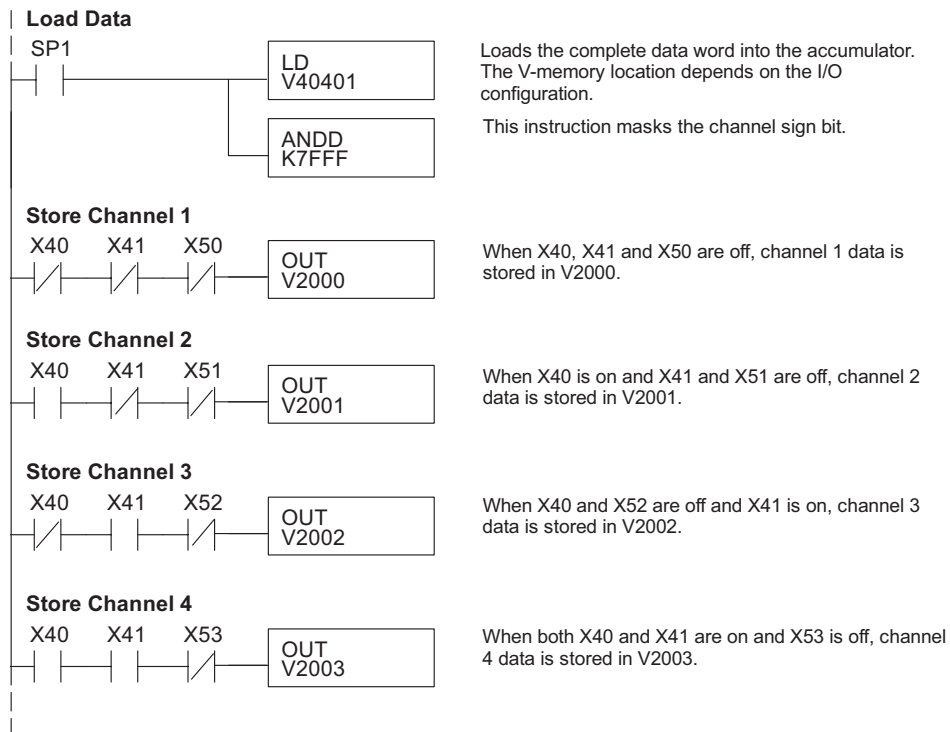 Load Data
SP1
LD
V40401
Loads the complete data word into the accumulator.
The V-memory location depends on the I/O
configuration.
ANDD
K7FFF
This instruction masks the channel sign bit.
Store Channel 1
X40 X41 X50
OUT
V2000
When X40, X41 and X50 are off, channel 1 data is
stored in V2000.
Store Channel 2
X40 X41 X51
OUT
V2001
When X40 is on and X41 and X51 are off, channel 2
data is stored in V2001.
Store Channel 3
X40 X41 X52
OUT
V2002
When X40 and X52 are off and X41 is on, channel 3
data is stored in V2002.
Store Channel 4
X40 X41 X53
OUT
V2003
When both X40 and X41 are on and X53 is off, channel
4 data is stored in V2003.